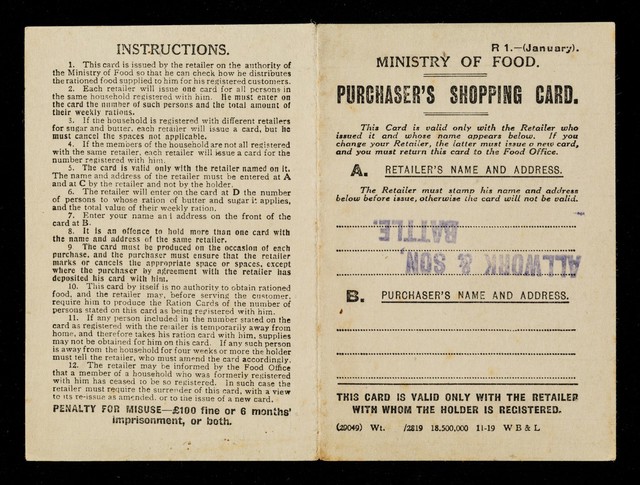 INSTRUCTIONS.
1. This card is issued by the retailer on the authority of
the Ministry of Food so that he can check how he distributes
the rationed food supplied to him for his registered customers.
2. Each retailer will issue one card for all persons in
the same household registered with him. He must enter on
the card the number of such persons and the total amount of
their weekly rations.
3. If the household is registered with different retailers
for sugar and butter, each retailer will issue a card, but he
must cancel the spaces not applicable.
4. If the members of the household are not all registered
with the same retailer, each retailer will issue a card for the
number registered with him.
5. The card is valid only with the retailer named on it.
The name and address of the retailer must be entered at A
and at C by the retailer and not by the holder.
6. The retailer will enter on the card at D the number
of persons to whose ration of butter and sugar it applies,
and the total value of their weekly ration.
7. Enter your name and address on the front of the
card at B.
8. It is an offence to hold more than one card with
the name and address of the same retailer.
9 The card must be produced on the occasion of each
purchase, and the purchaser must ensure that the retailer
marks or cancels the appropriate space or spaces, except
where the purchaser by agreement with the retailer has
deposited his card with him.
10. This card by itself is no authority to obtain rationed
food, and the retailer may, before serving the customer,
require him to produce the Ration Cards of the number of
persons stated on this card as being registered with him.
11. If any person included in the number stated on the
card as registered with the retailer is temporarily away from
home, and therefore takes his ration card with him, supplies
may not be obtained for him on this card. If any such person
is away from the household for four weeks or more the holder
must tell the retailer, who must amend the card accordingly.
12. The retailer may be informed by the Food Office
that a member of a household who was formerly registered
with him has ceased to be so registered. In such case the
retailer must require the surrender of this card, with a view
to its re-issue as amended, or to the issue of a new card.
PENALTY FOR MISUSE—£100 fine or 6 months'
imprisonment, or both.
R 1.—(January).
MINISTRY OF FOOD.
PURCHASER'S SHOPPING CARD.
This Card is valid only with the Retailer who
issued it and whose name appears below. If you
change your Retailer, the latter must issue a new card,
and you must return this card to the Food Office.
A. RETAILER'S NAME AND ADDRESS.
The Retailer must stamp his name and address
below before issue, otherwise the card will not be valid.
ALLWORK & SON,
BATTLE.
B. PURCHASER'S NAME AND ADDRESS.
THIS CARD IS VALID ONLY WITH THE RETAILER
WITH WHOM THE HOLDER IS REGISTERED.
(29049) Wt. /2819 18.500,000 11-19 W B & L